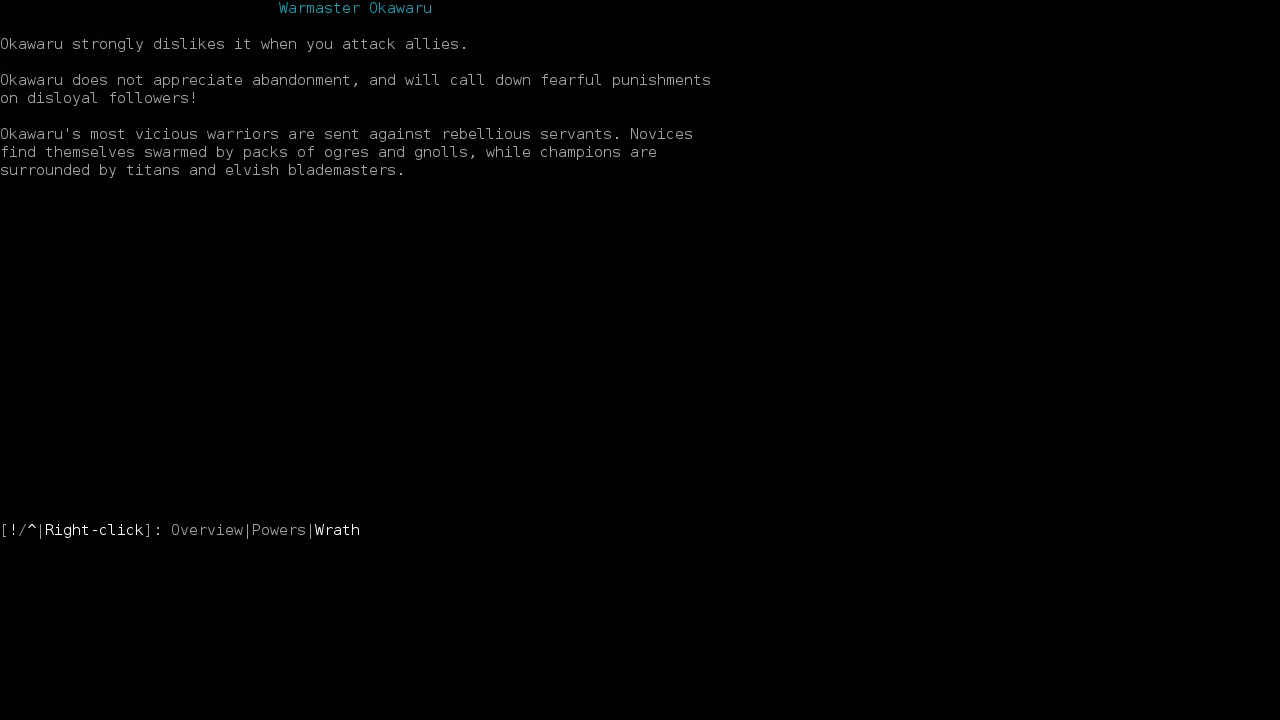 Warmaster Okawaru
Okawaru strongly dislikes it when you attack allies.
Okawaru does not appreciate abandonment, and will call down fearful punishments
on disloyal followers!
Okawaru's most vicious warriors are sent against rebellious servants. Novices
find themselves swarmed by packs of ogres and gnolls, while champions are
surrounded by titans and elvish blademasters.
[!/^|Right-click]: Overview|Powers|Wrath